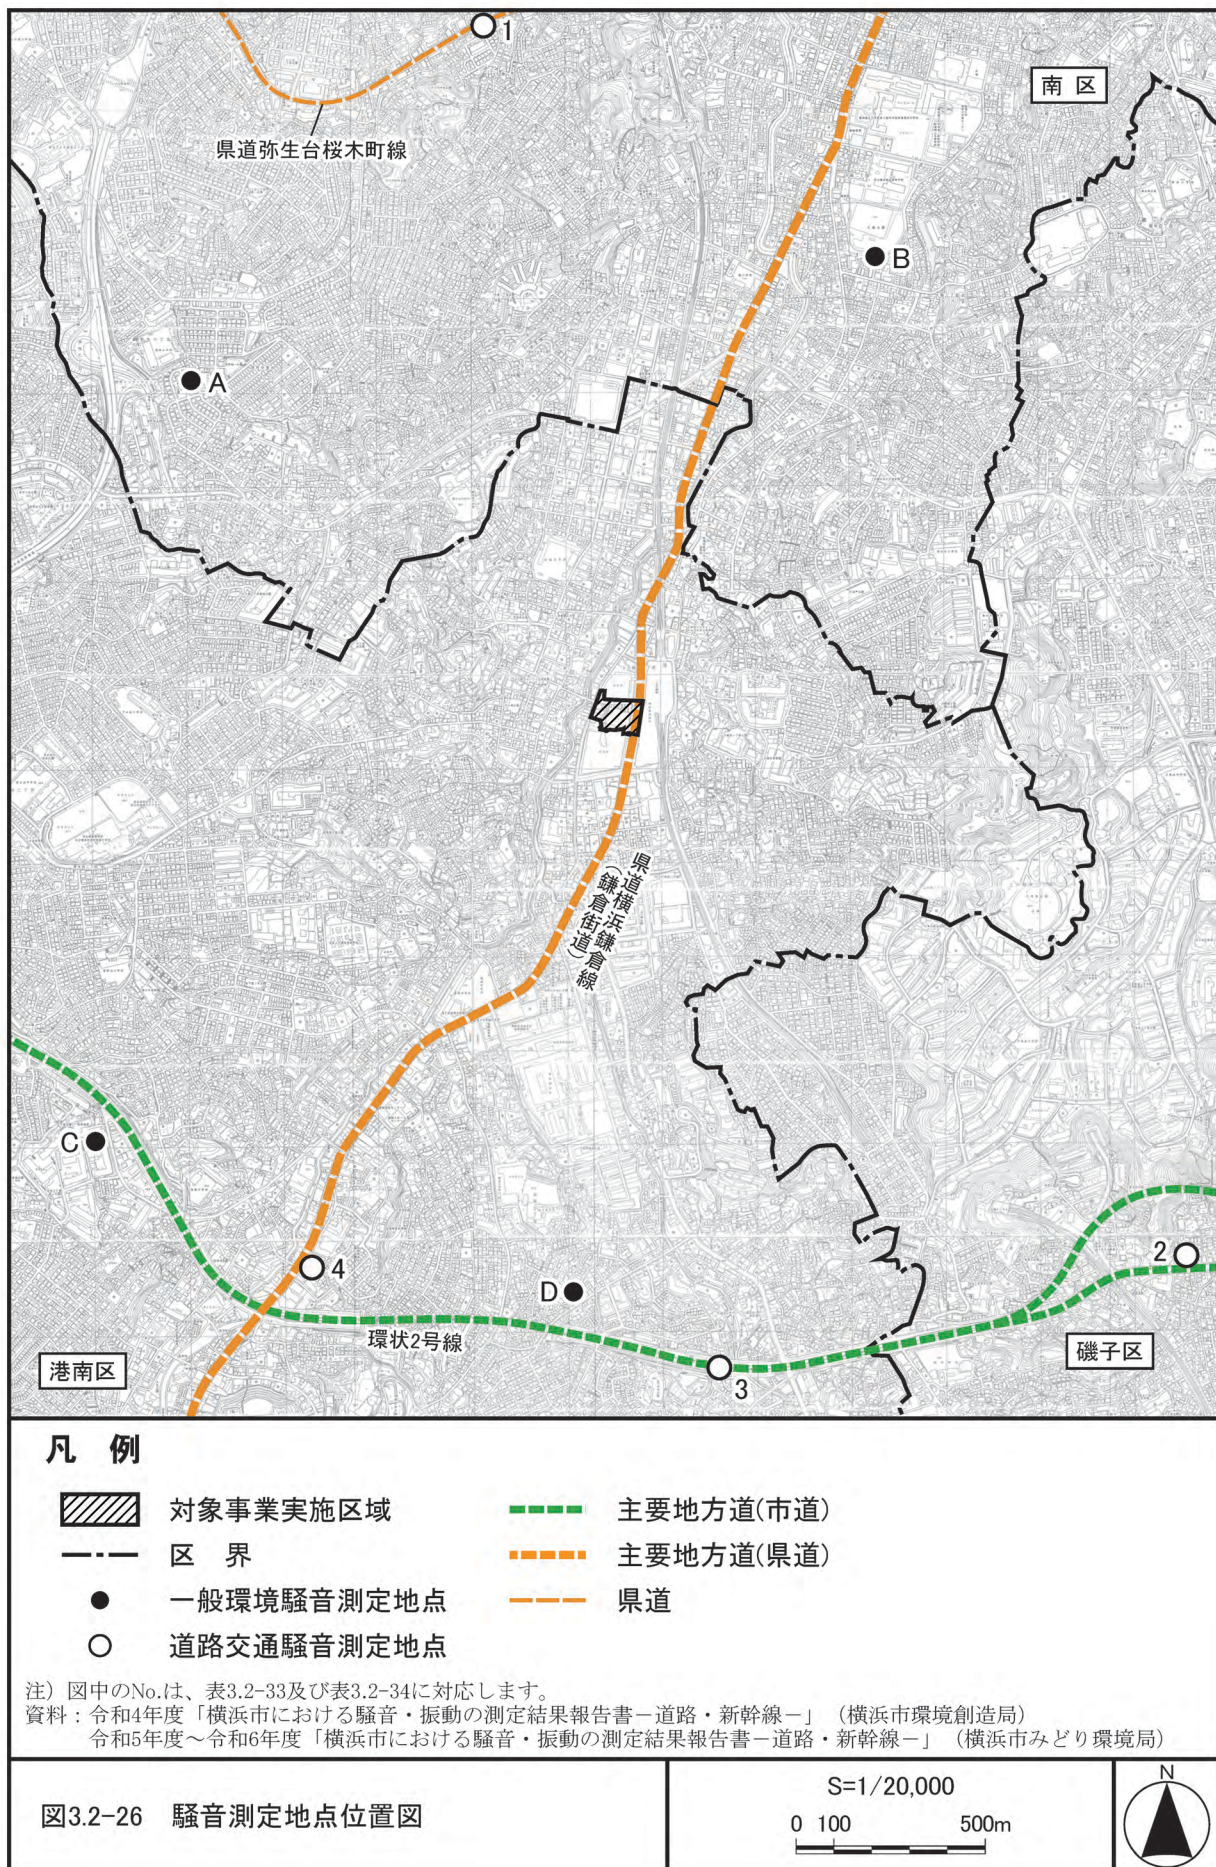 1
南 区
県道弥生台桜木町線
B
A
県道横浜鎌倉線
（鎌倉街道）
C
2
4
D
環状2号線
磯子区
港南区
3
凡 例
対象事業実施区域
主要地方道(市道)
区 界
主要地方道(県道)
一般環境騒音測定地点
県道
道路交通騒音測定地点
注）図中のNo.は、表3.2-33及び表3.2-34に対応します。
資料：令和4年度「横浜市における騒音・振動の測定結果報告書－道路・新幹線－」（横浜市環境創造局）
令和5年度～令和6年度「横浜市における騒音・振動の測定結果報告書－道路・新幹線－」（横浜市みどり環境局）
図3.2-26 騒音測定地点位置図
S=1/20,000
0 100 500m
N